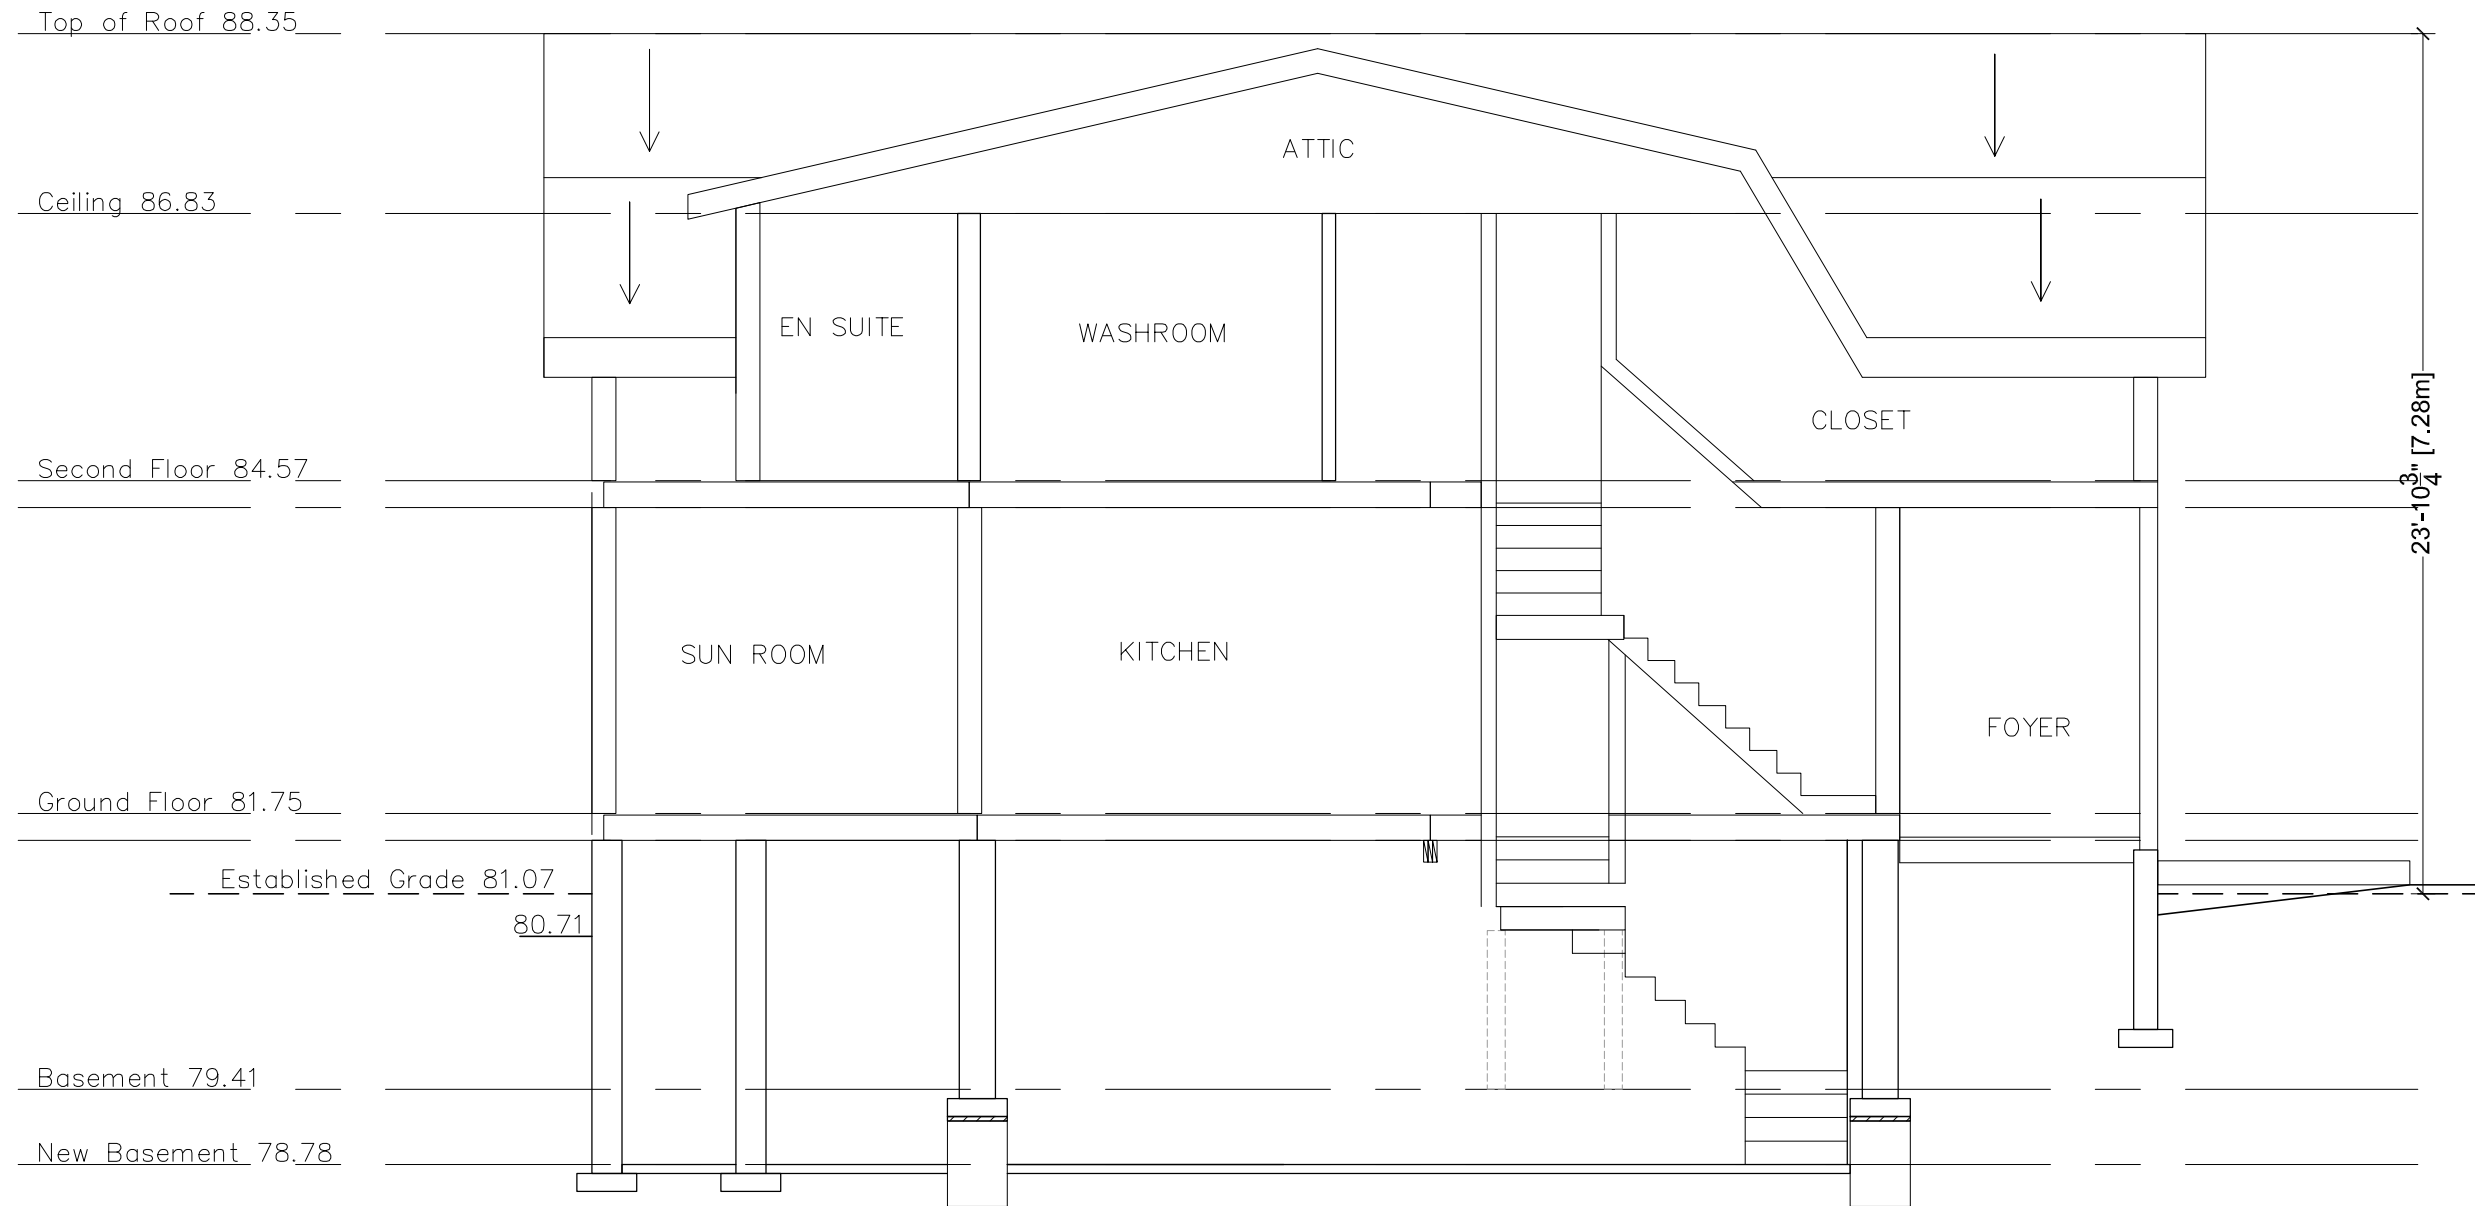 Top of Roof 88.35
ATTIC
Ceiling 86.83
EN SUITE
WASHROOM
CLOSET
Second Floor 84.57
23'-10 3/4" [7.28m]
SUN ROOM
KITCHEN
FOYER
Ground Floor 81.75
Established Grade 81.07
80.71
Basement 79.41
New Basement 78.78